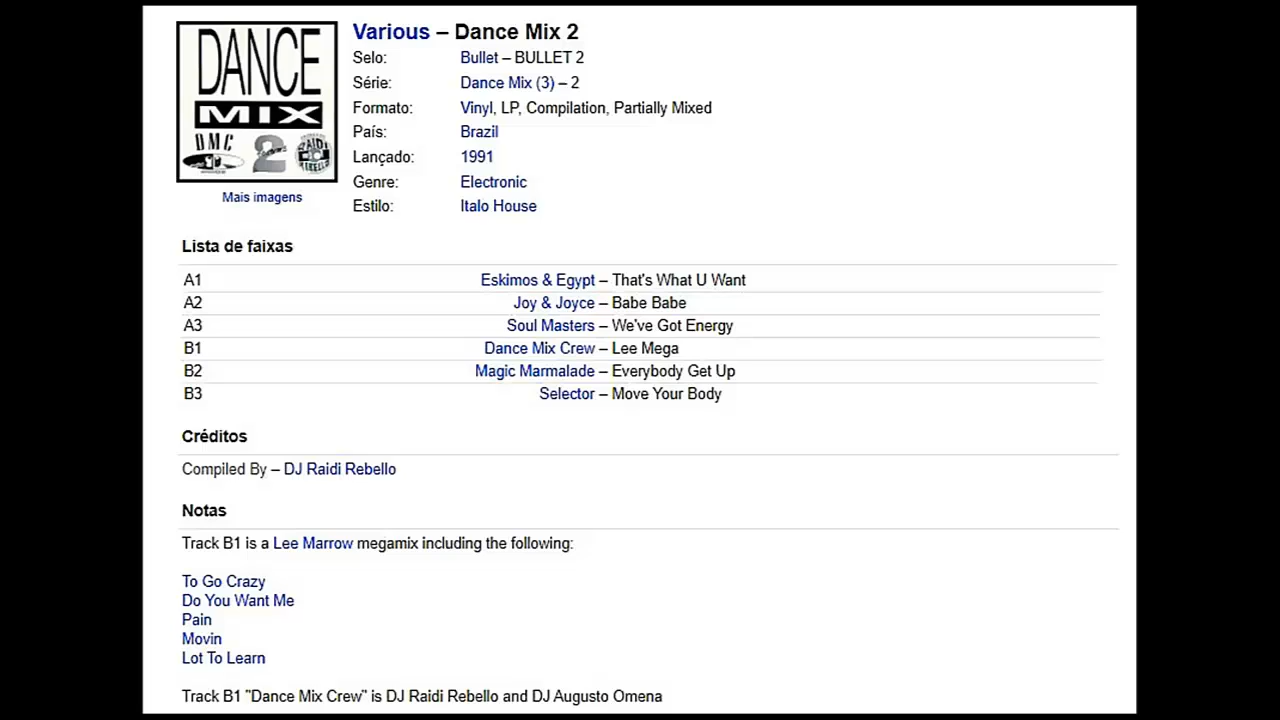 DANCE
MIX
DMC
2
RAIDI
REBELLO
Mais imagens
Various – Dance Mix 2
Selo: Bullet – BULLET 2
Série: Dance Mix (3) – 2
Formato: Vinyl, LP, Compilation, Partially Mixed
País: Brazil
Lançado: 1991
Genre: Electronic
Estilo: Italo House
Lista de faixas
A1 Eskimos & Egypt – That's What U Want
A2 Joy & Joyce – Babe Babe
A3 Soul Masters – We've Got Energy
B1 Dance Mix Crew – Lee Mega
B2 Magic Marmalade – Everybody Get Up
B3 Selector – Move Your Body
Créditos
Compiled By – DJ Raidi Rebello
Notas
Track B1 is a Lee Marrow megamix including the following:
To Go Crazy
Do You Want Me
Pain
Movin
Lot To Learn
Track B1 "Dance Mix Crew" is DJ Raidi Rebello and DJ Augusto Omena